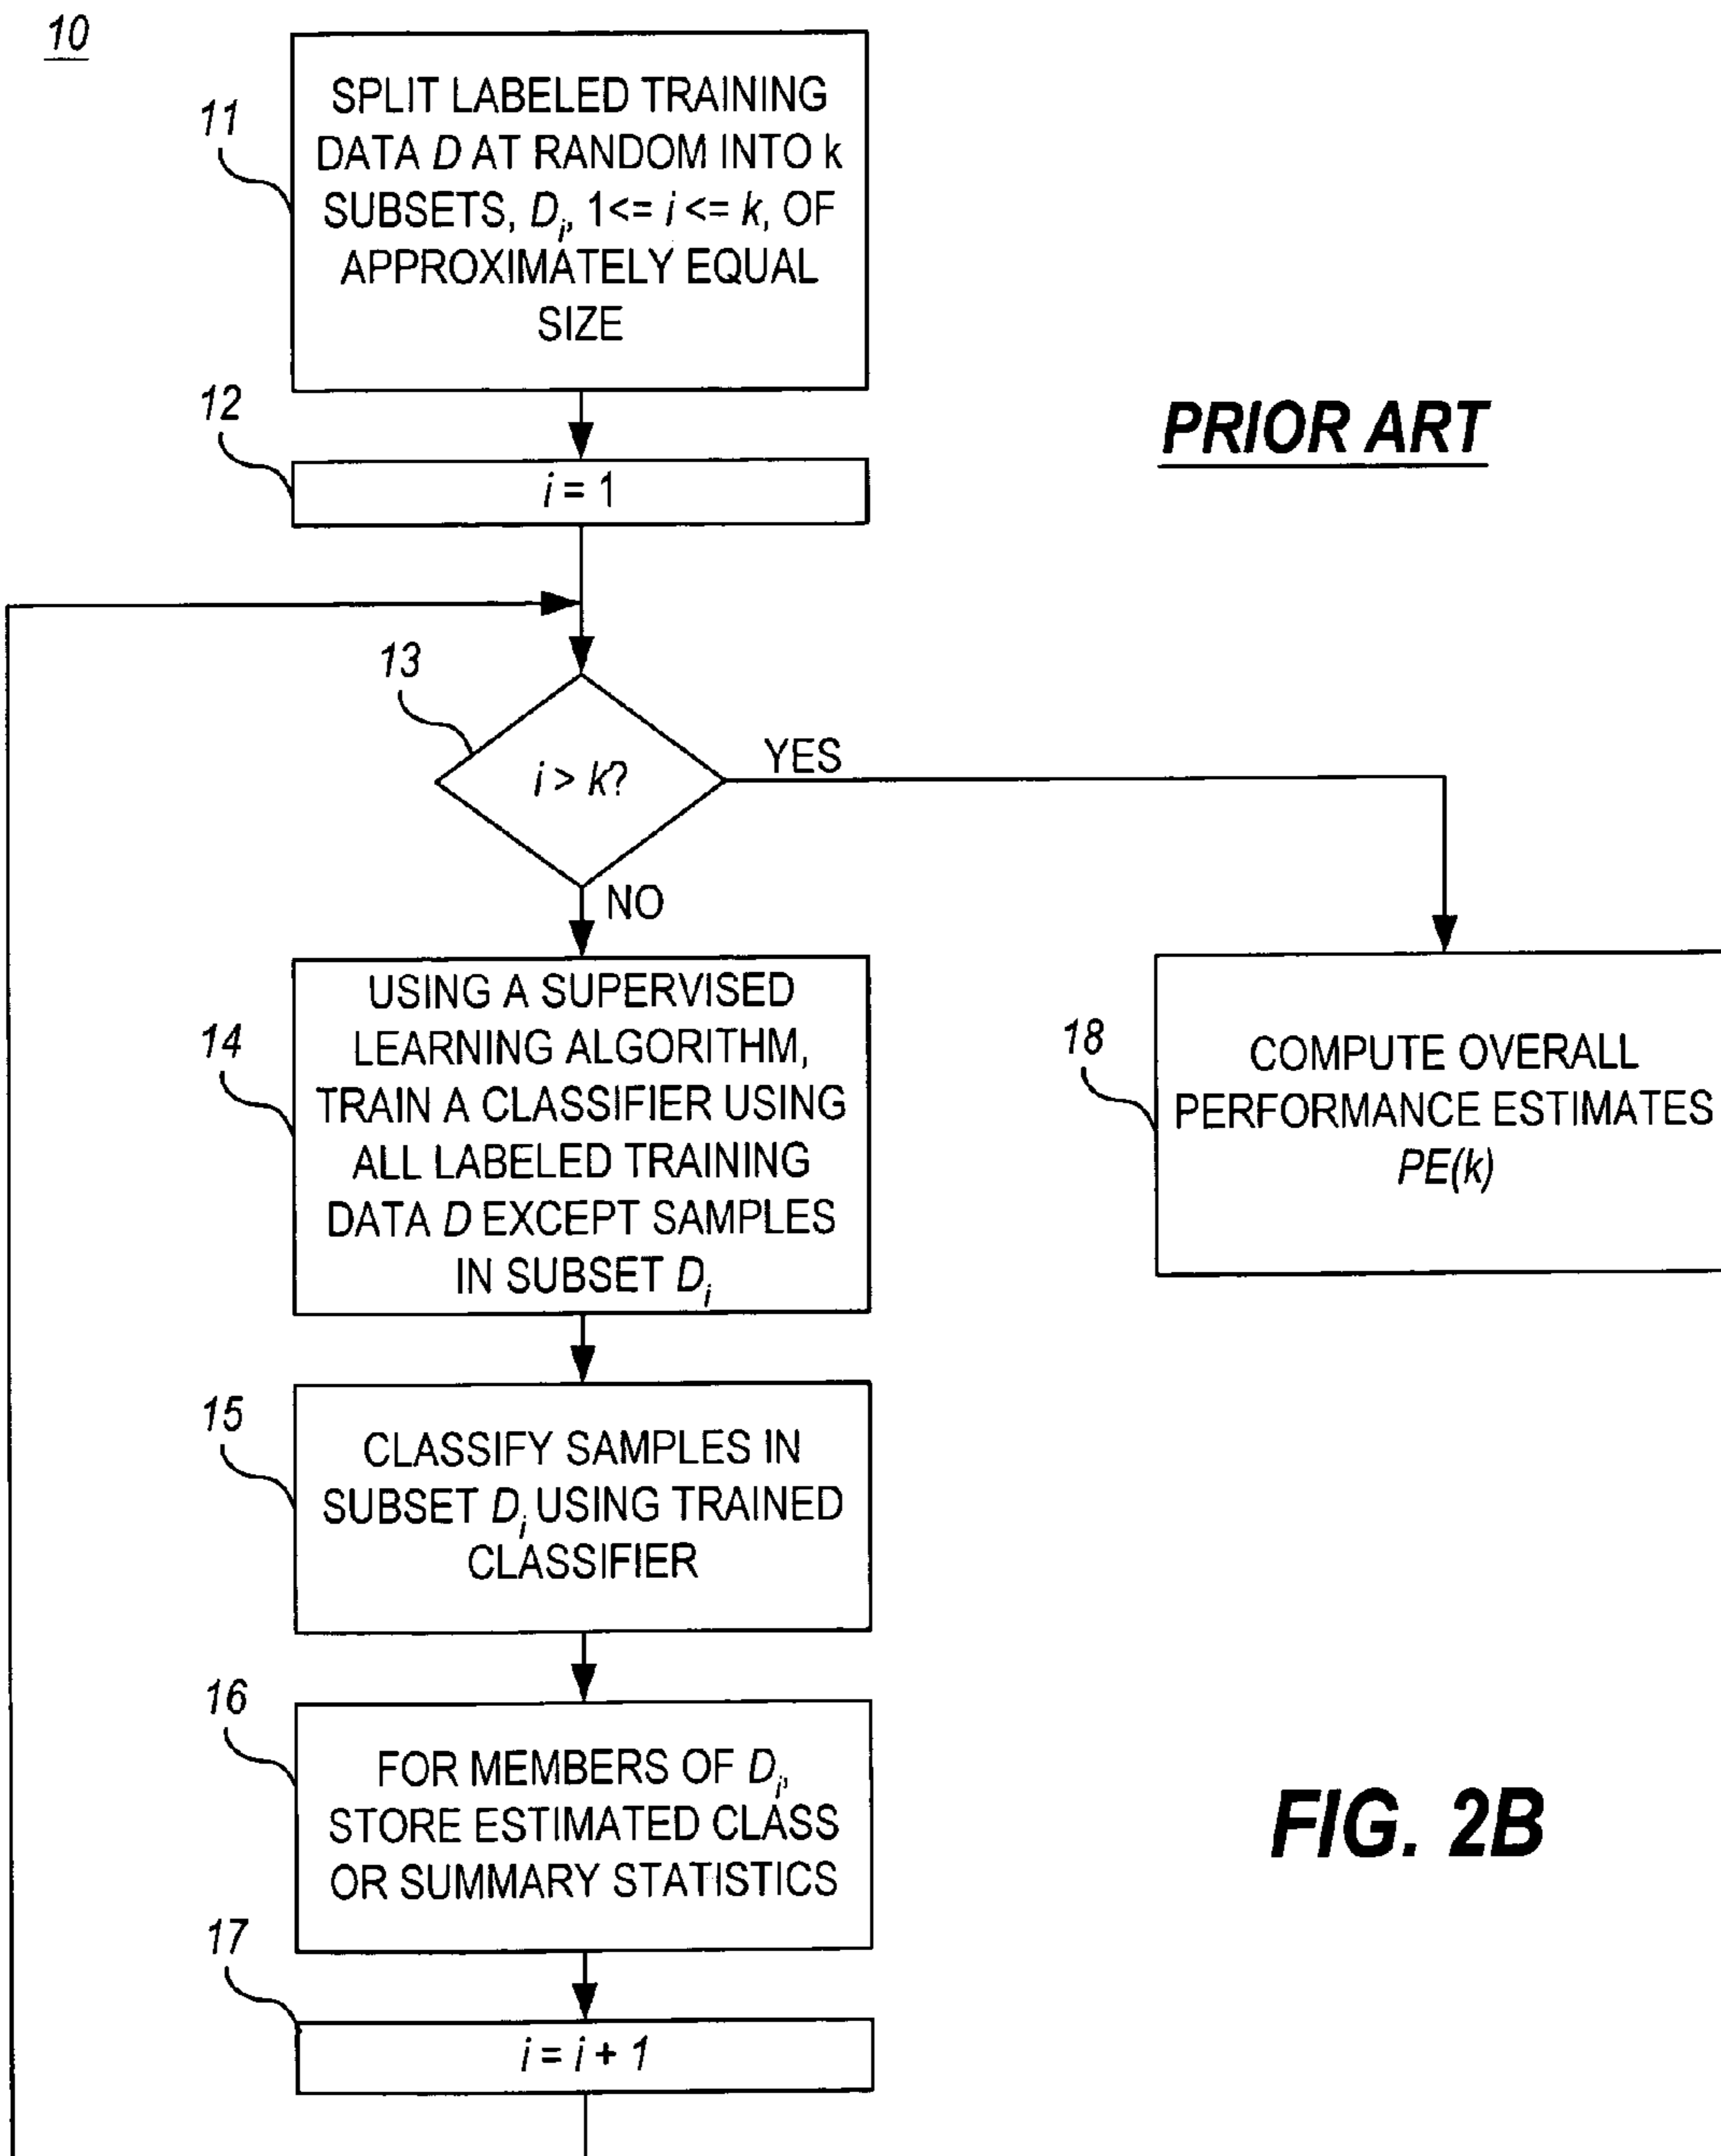 10
11
SPLIT LABELED TRAINING
DATA D AT RANDOM INTO k
SUBSETS, Di, 1<= i <= k, OF
APPROXIMATELY EQUAL
SIZE
12
i = 1
PRIOR ART
13
i > k?
YES
NO
14
USING A SUPERVISED
LEARNING ALGORITHM,
TRAIN A CLASSIFIER USING
ALL LABELED TRAINING
DATA D EXCEPT SAMPLES
IN SUBSET Di
18
COMPUTE OVERALL
PERFORMANCE ESTIMATES
PE(k)
15
CLASSIFY SAMPLES IN
SUBSET Di USING TRAINED
CLASSIFIER
16
FOR MEMBERS OF Di,
STORE ESTIMATED CLASS
OR SUMMARY STATISTICS
17
i = i + 1
FIG. 2B